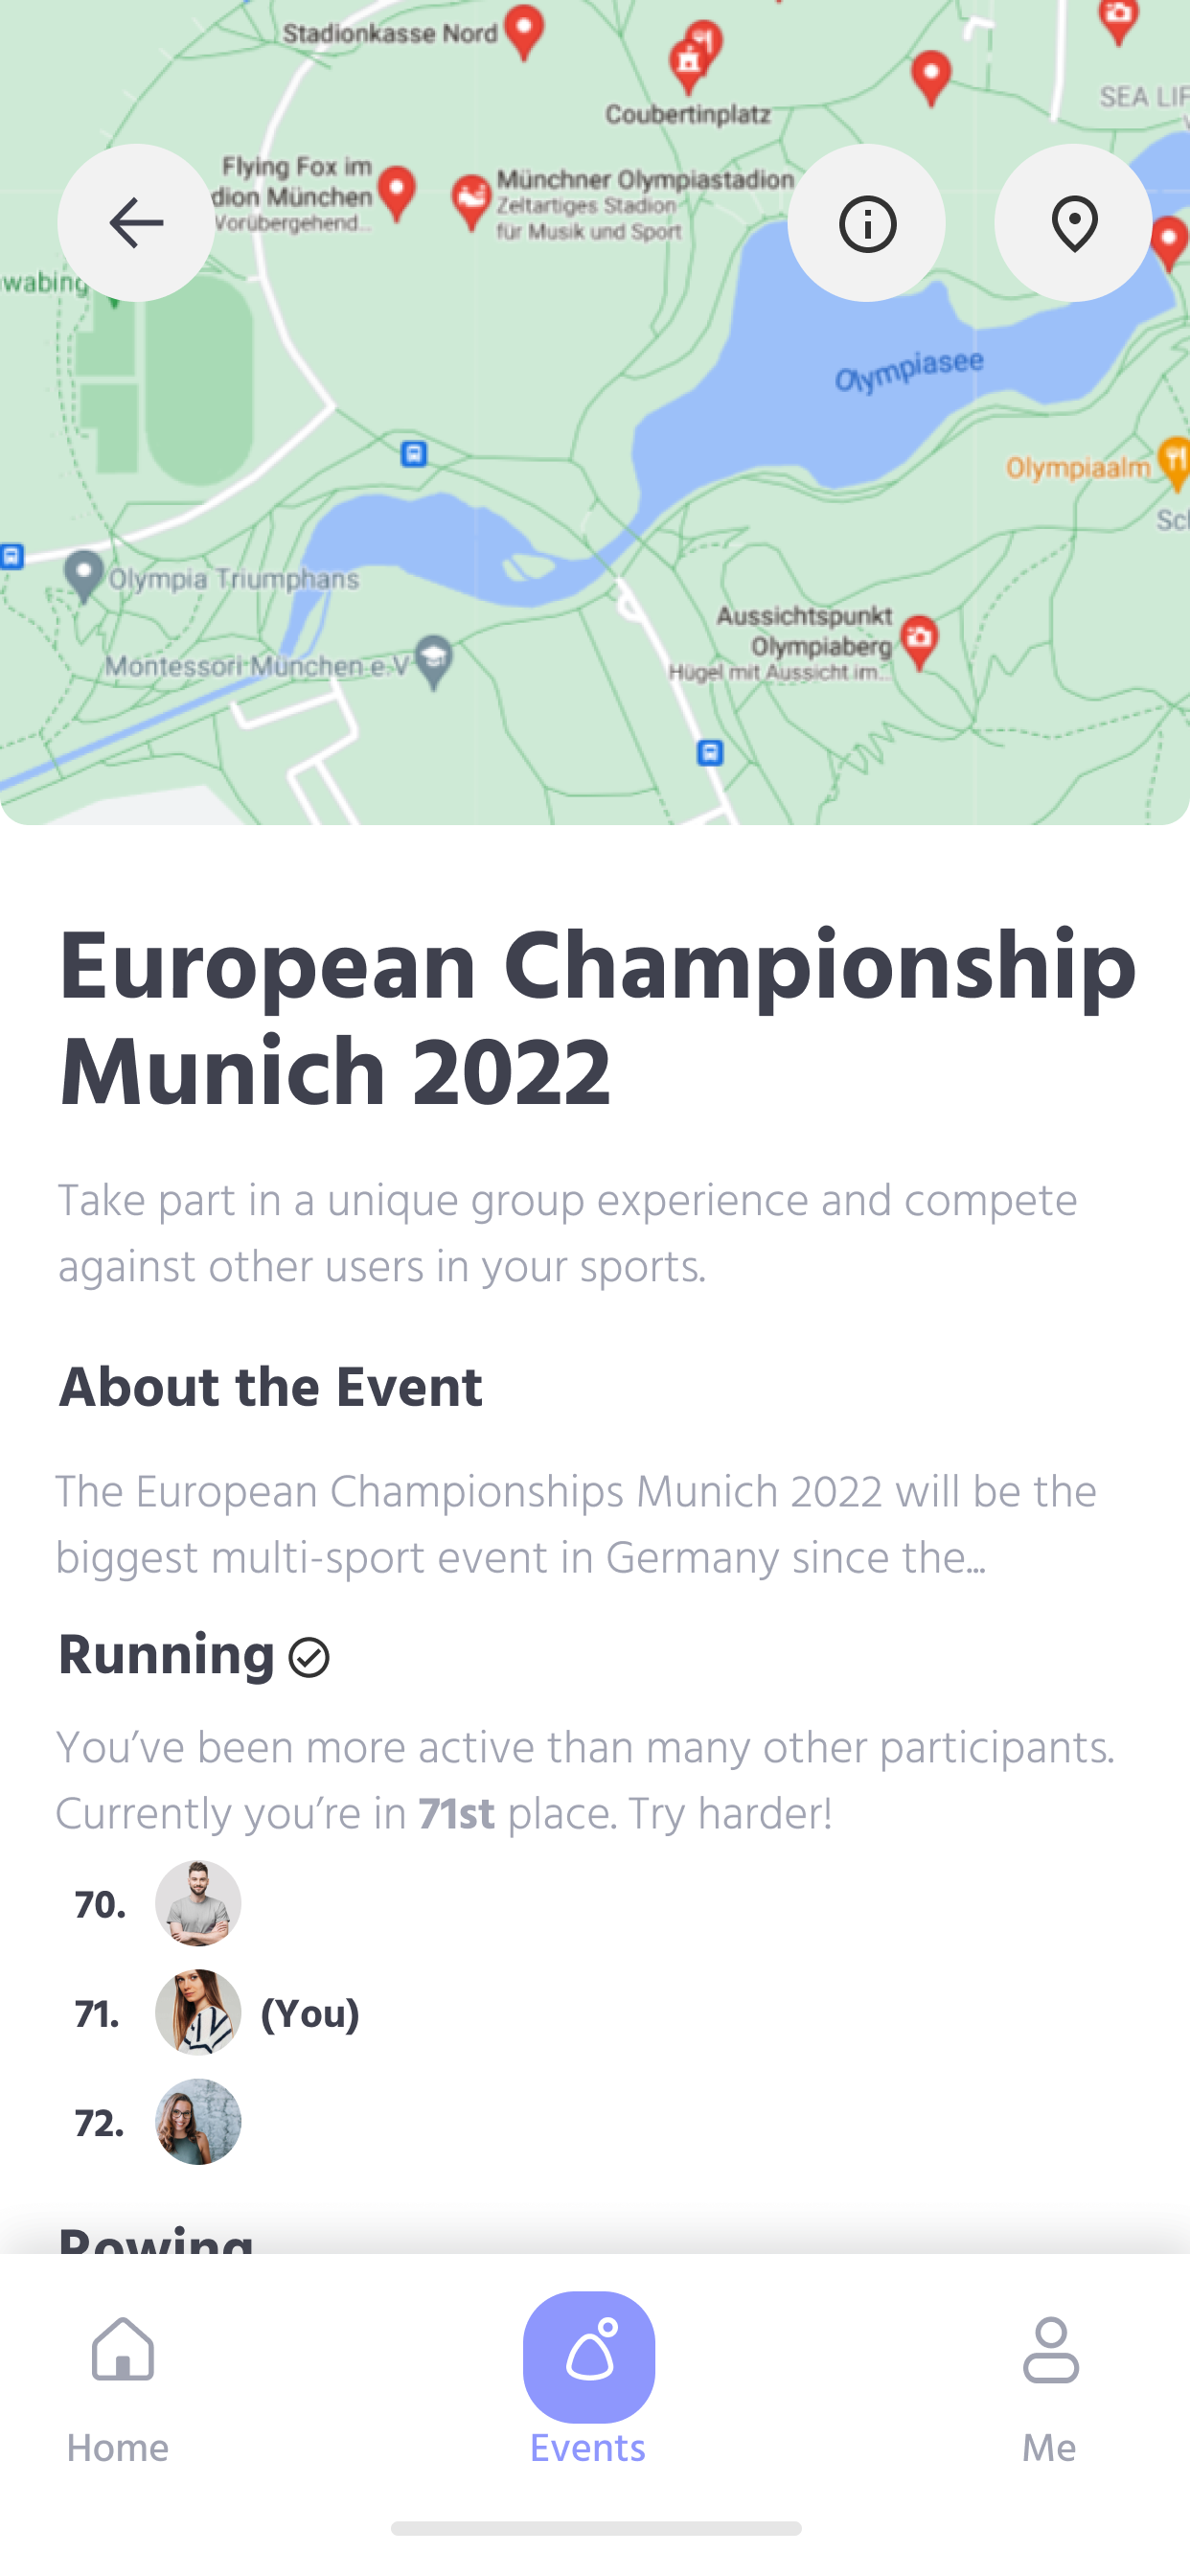 Stadionkasse Nord
Coubertinplatz
SEA LIF
Flying Fox im
dion München
Vorübergehend...
Münchner Olympiastadion
Zeltartiges Stadion
für Musik und Sport
wabing
Olympiasee
Olympiaalm
Sch
Olympia Triumphans
Montessori München e.V
Aussichtspunkt
Olympiaberg
Hügel mit Aussicht im...
European Championship
Munich 2022
Take part in a unique group experience and compete
against other users in your sports.
About the Event
The European Championships Munich 2022 will be the
biggest multi-sport event in Germany since the...
Running
You’ve been more active than many other participants.
Currently you’re in 71st place. Try harder!
70.
71. (You)
72.
Rowing
Home
Events
Me